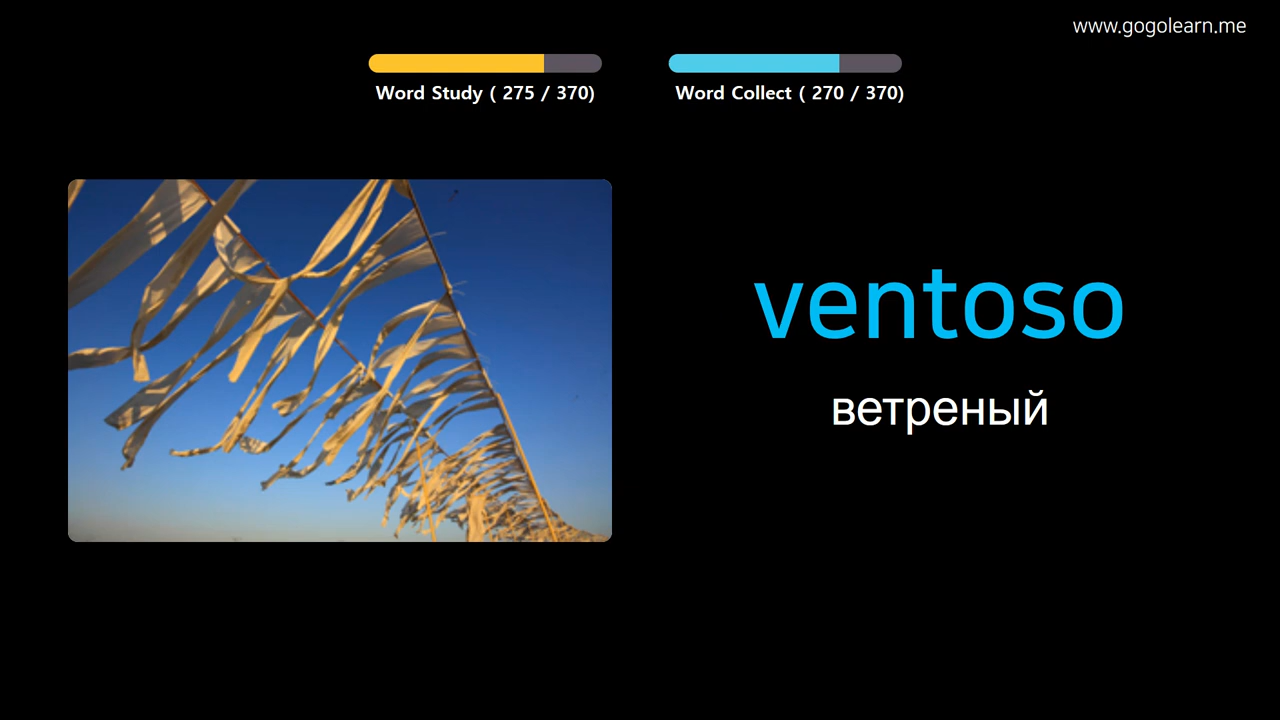 www.gogolearn.me
Word Study ( 275 / 370)
Word Collect ( 270 / 370)
ventoso
ветреный